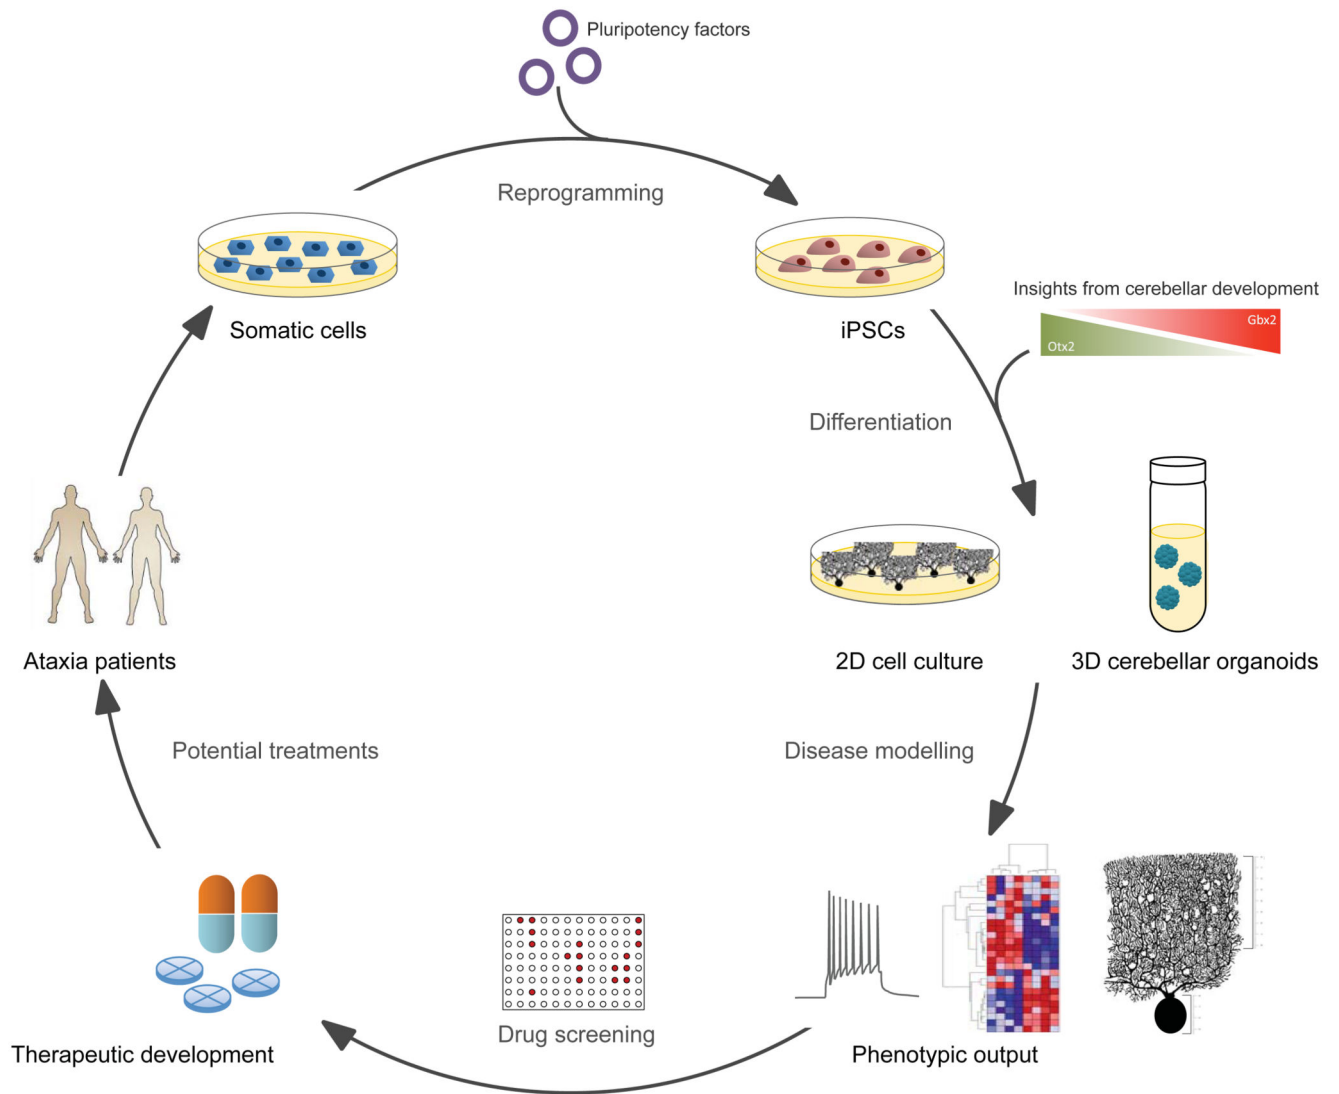 Pluripotency factors
Reprogramming
Somatic cells
iPSCs
Insights from cerebellar development
Gbx2
Otx2
Differentiation
Ataxia patients
2D cell culture
3D cerebellar organoids
Potential treatments
Disease modelling
Drug screening
Therapeutic development
Phenotypic output